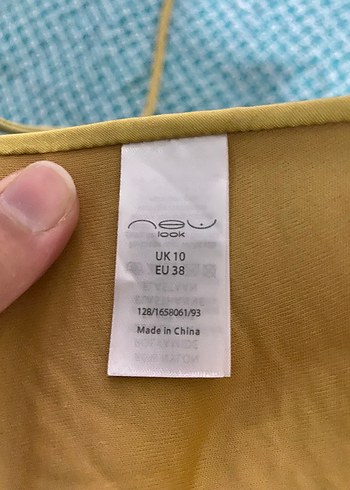 new
look
UK 10
EU 38
128/1658061/93
Made in China